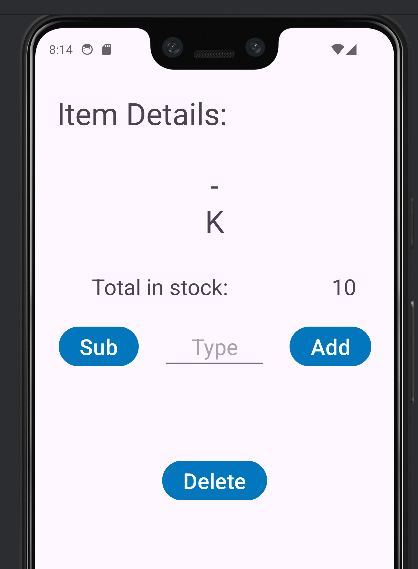 8:14
Item Details:
-
K
Total in stock: 10
Sub Type Add
Delete